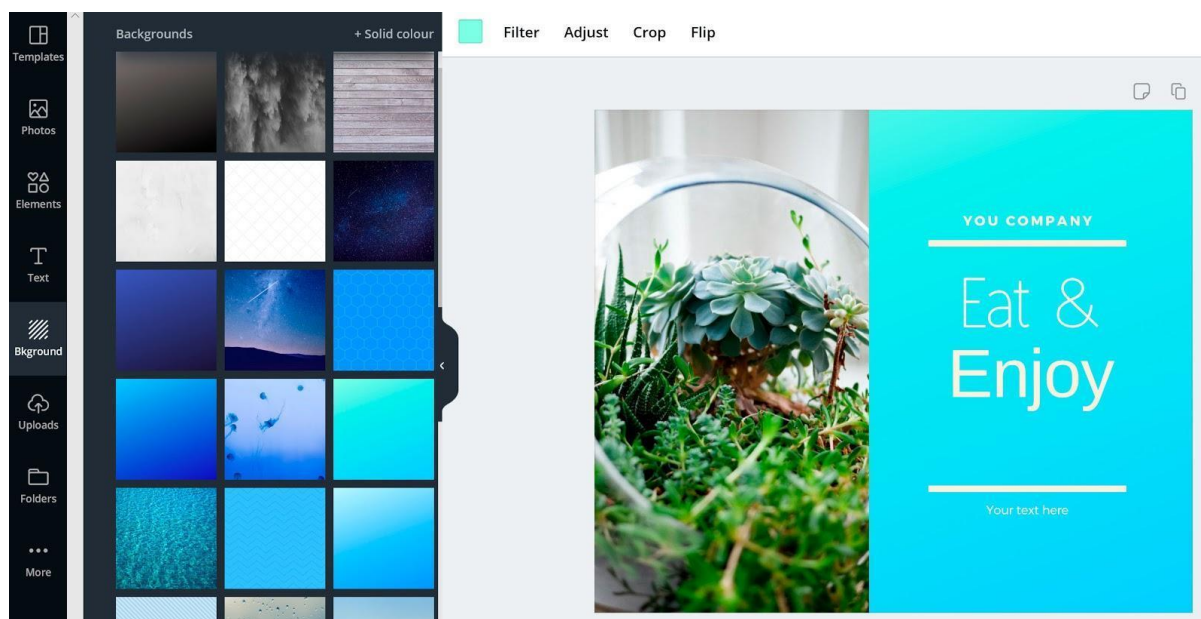 Templates
Photos
Elements
Text
Bkground
Uploads
Folders
More
Backgrounds
+ Solid colour
Filter Adjust Crop Flip
YOU COMPANY
Eat &
Enjoy
Your text here